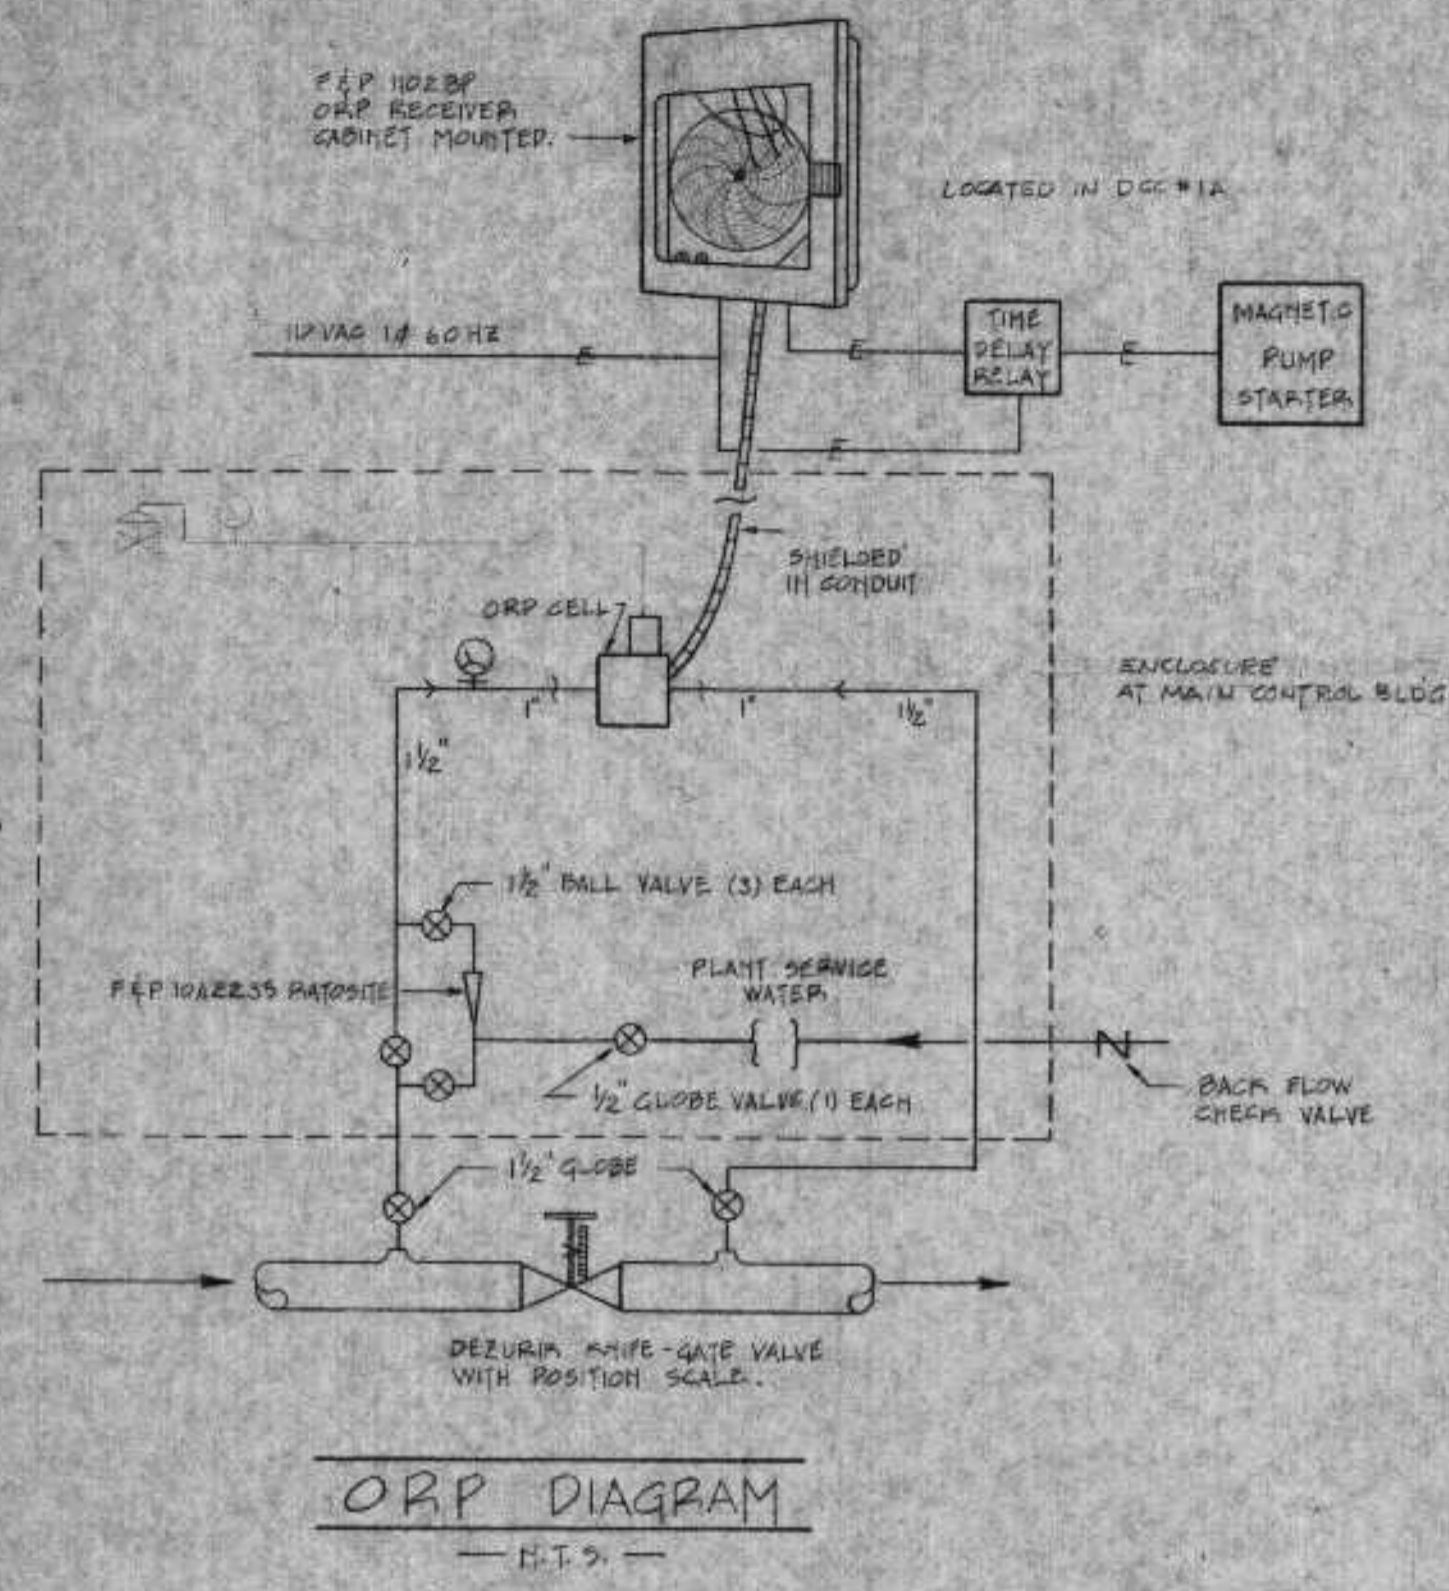 F&P 1102BP
ORP RECEIVER
CABINET MOUNTED.
LOCATED IN DCC #1A
VAC 1Ø 60 HZ
E
E
TIME
DELAY
RELAY
E
MAGNETIC
PUMP
STARTER
E
SHIELDED
IN CONDUIT
ORP CELL
1"
1"
1½"
1½"
ENCLOSURE
AT MAIN CONTROL BLDG
1½" BALL VALVE (3) EACH
F&P 10A2235 RATOSITE
PLANT SERVICE
WATER
½" GLOBE VALVE (1) EACH
BACK FLOW
CHECK VALVE
1½" GLOBE
DEZURIK KNIFE-GATE VALVE
WITH POSITION SCALE.
ORP DIAGRAM
N.T.S.